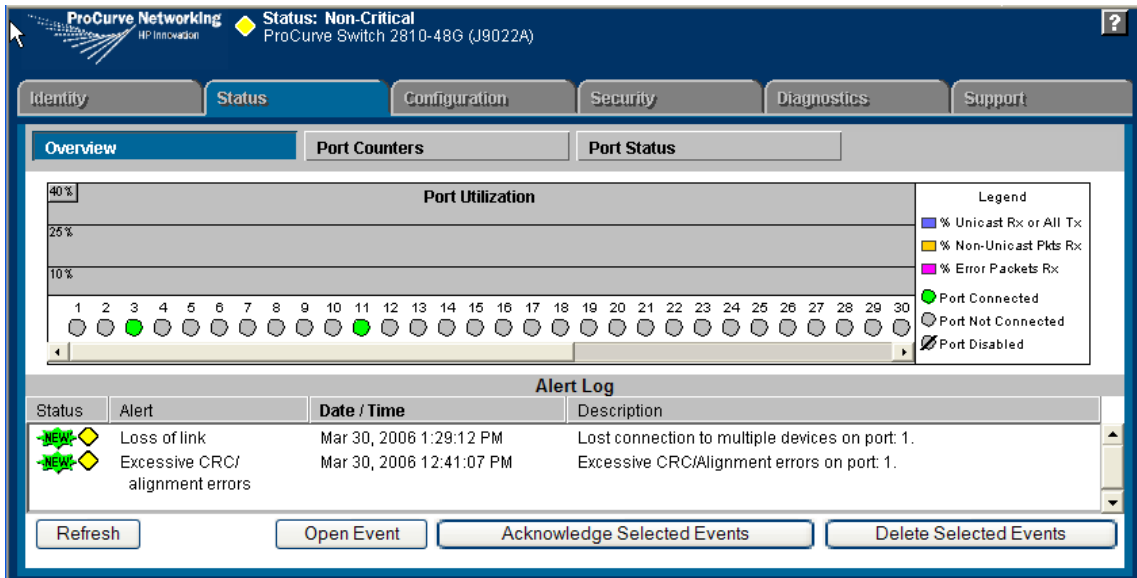 ProCurve Networking
HP Innovation
Status: Non-Critical
ProCurve Switch 2810-48G (J9022A)
?
Identity Status Configuration Security Diagnostics Support
Overview Port Counters Port Status
40% Port Utilization
25%
10%
1 2 3 4 5 6 7 8 9 10 11 12 13 14 15 16 17 18 19 20 21 22 23 24 25 26 27 28 29 30
Legend
% Unicast Rx or All Tx
% Non-Unicast Pkts Rx
% Error Packets Rx
Port Connected
Port Not Connected
Port Disabled
Alert Log
Status Alert Date / Time Description
NEW Loss of link Mar 30, 2006 1:29:12 PM Lost connection to multiple devices on port: 1.
NEW Excessive CRC/ Mar 30, 2006 12:41:07 PM Excessive CRC/Alignment errors on port: 1.
alignment errors
Refresh Open Event Acknowledge Selected Events Delete Selected Events